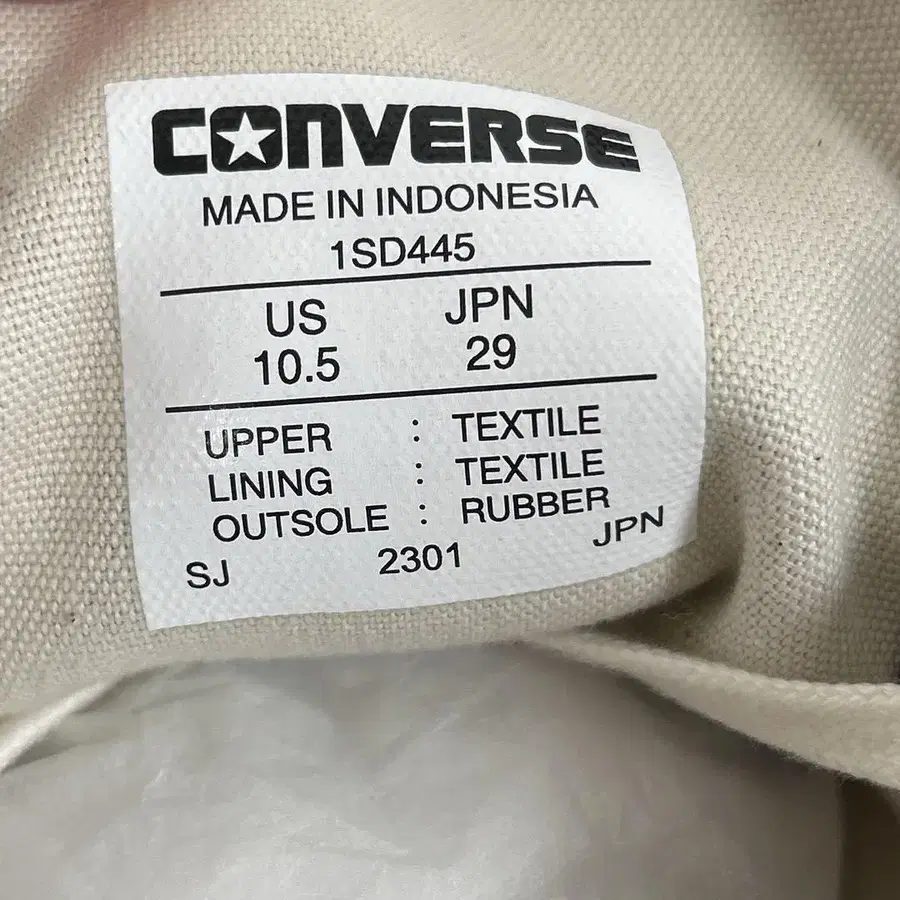 CONVERSE
MADE IN INDONESIA
1SD445
US JPN
10.5 29
UPPER : TEXTILE
LINING : TEXTILE
OUTSOLE : RUBBER
SJ 2301 JPN